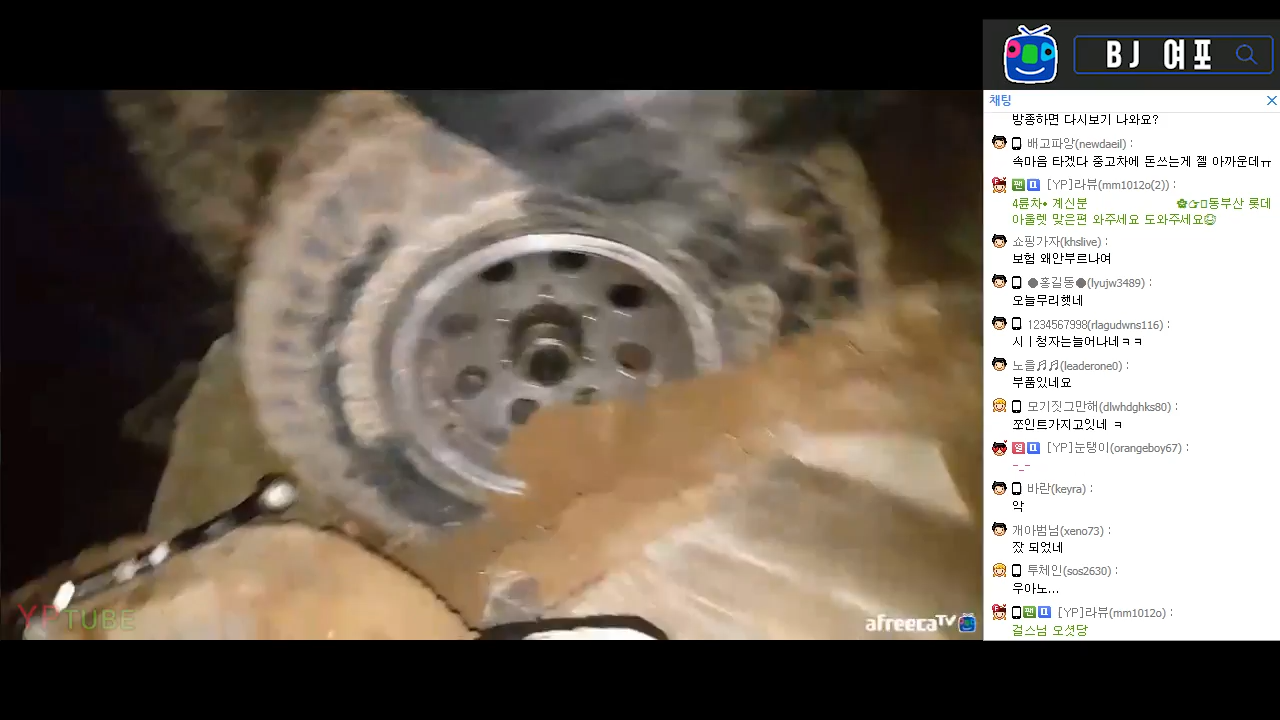 BJ 여포
채팅
방종하면 다시보기 나와요?
배고파앙(newdaeil) :
속마음 타겠다 중고차에 돈쓰는게 젤 아까운데ㅠ
팬 [YP]라뷰(mm1012o(2)) :
4륜차• 계신분 동부산 롯데
아울렛 맞은편 와주세요 도와주세요
쇼핑가자(khslive) :
보험 왜안부르나여
●홍길동●(lyujw3489) :
오늘무리햇네
1234567998(rlagudwns116) :
시ㅣ청자는늘어나네ㅋㅋ
노을♬♬(leaderone0) :
부품있네요
모기짓그만해(dlwhdghks80) :
쪼인트가지고잇네 ㅋ
열 [YP]눈탱이(orangeboy67) :
-_-
바란(keyra) :
악
개아범님(xeno73) :
잤 되었네
투체인(sos2630) :
우아노...
팬 [YP]라뷰(mm1012o) :
걸스님 오셧당
YPTUBE
afreecaTV